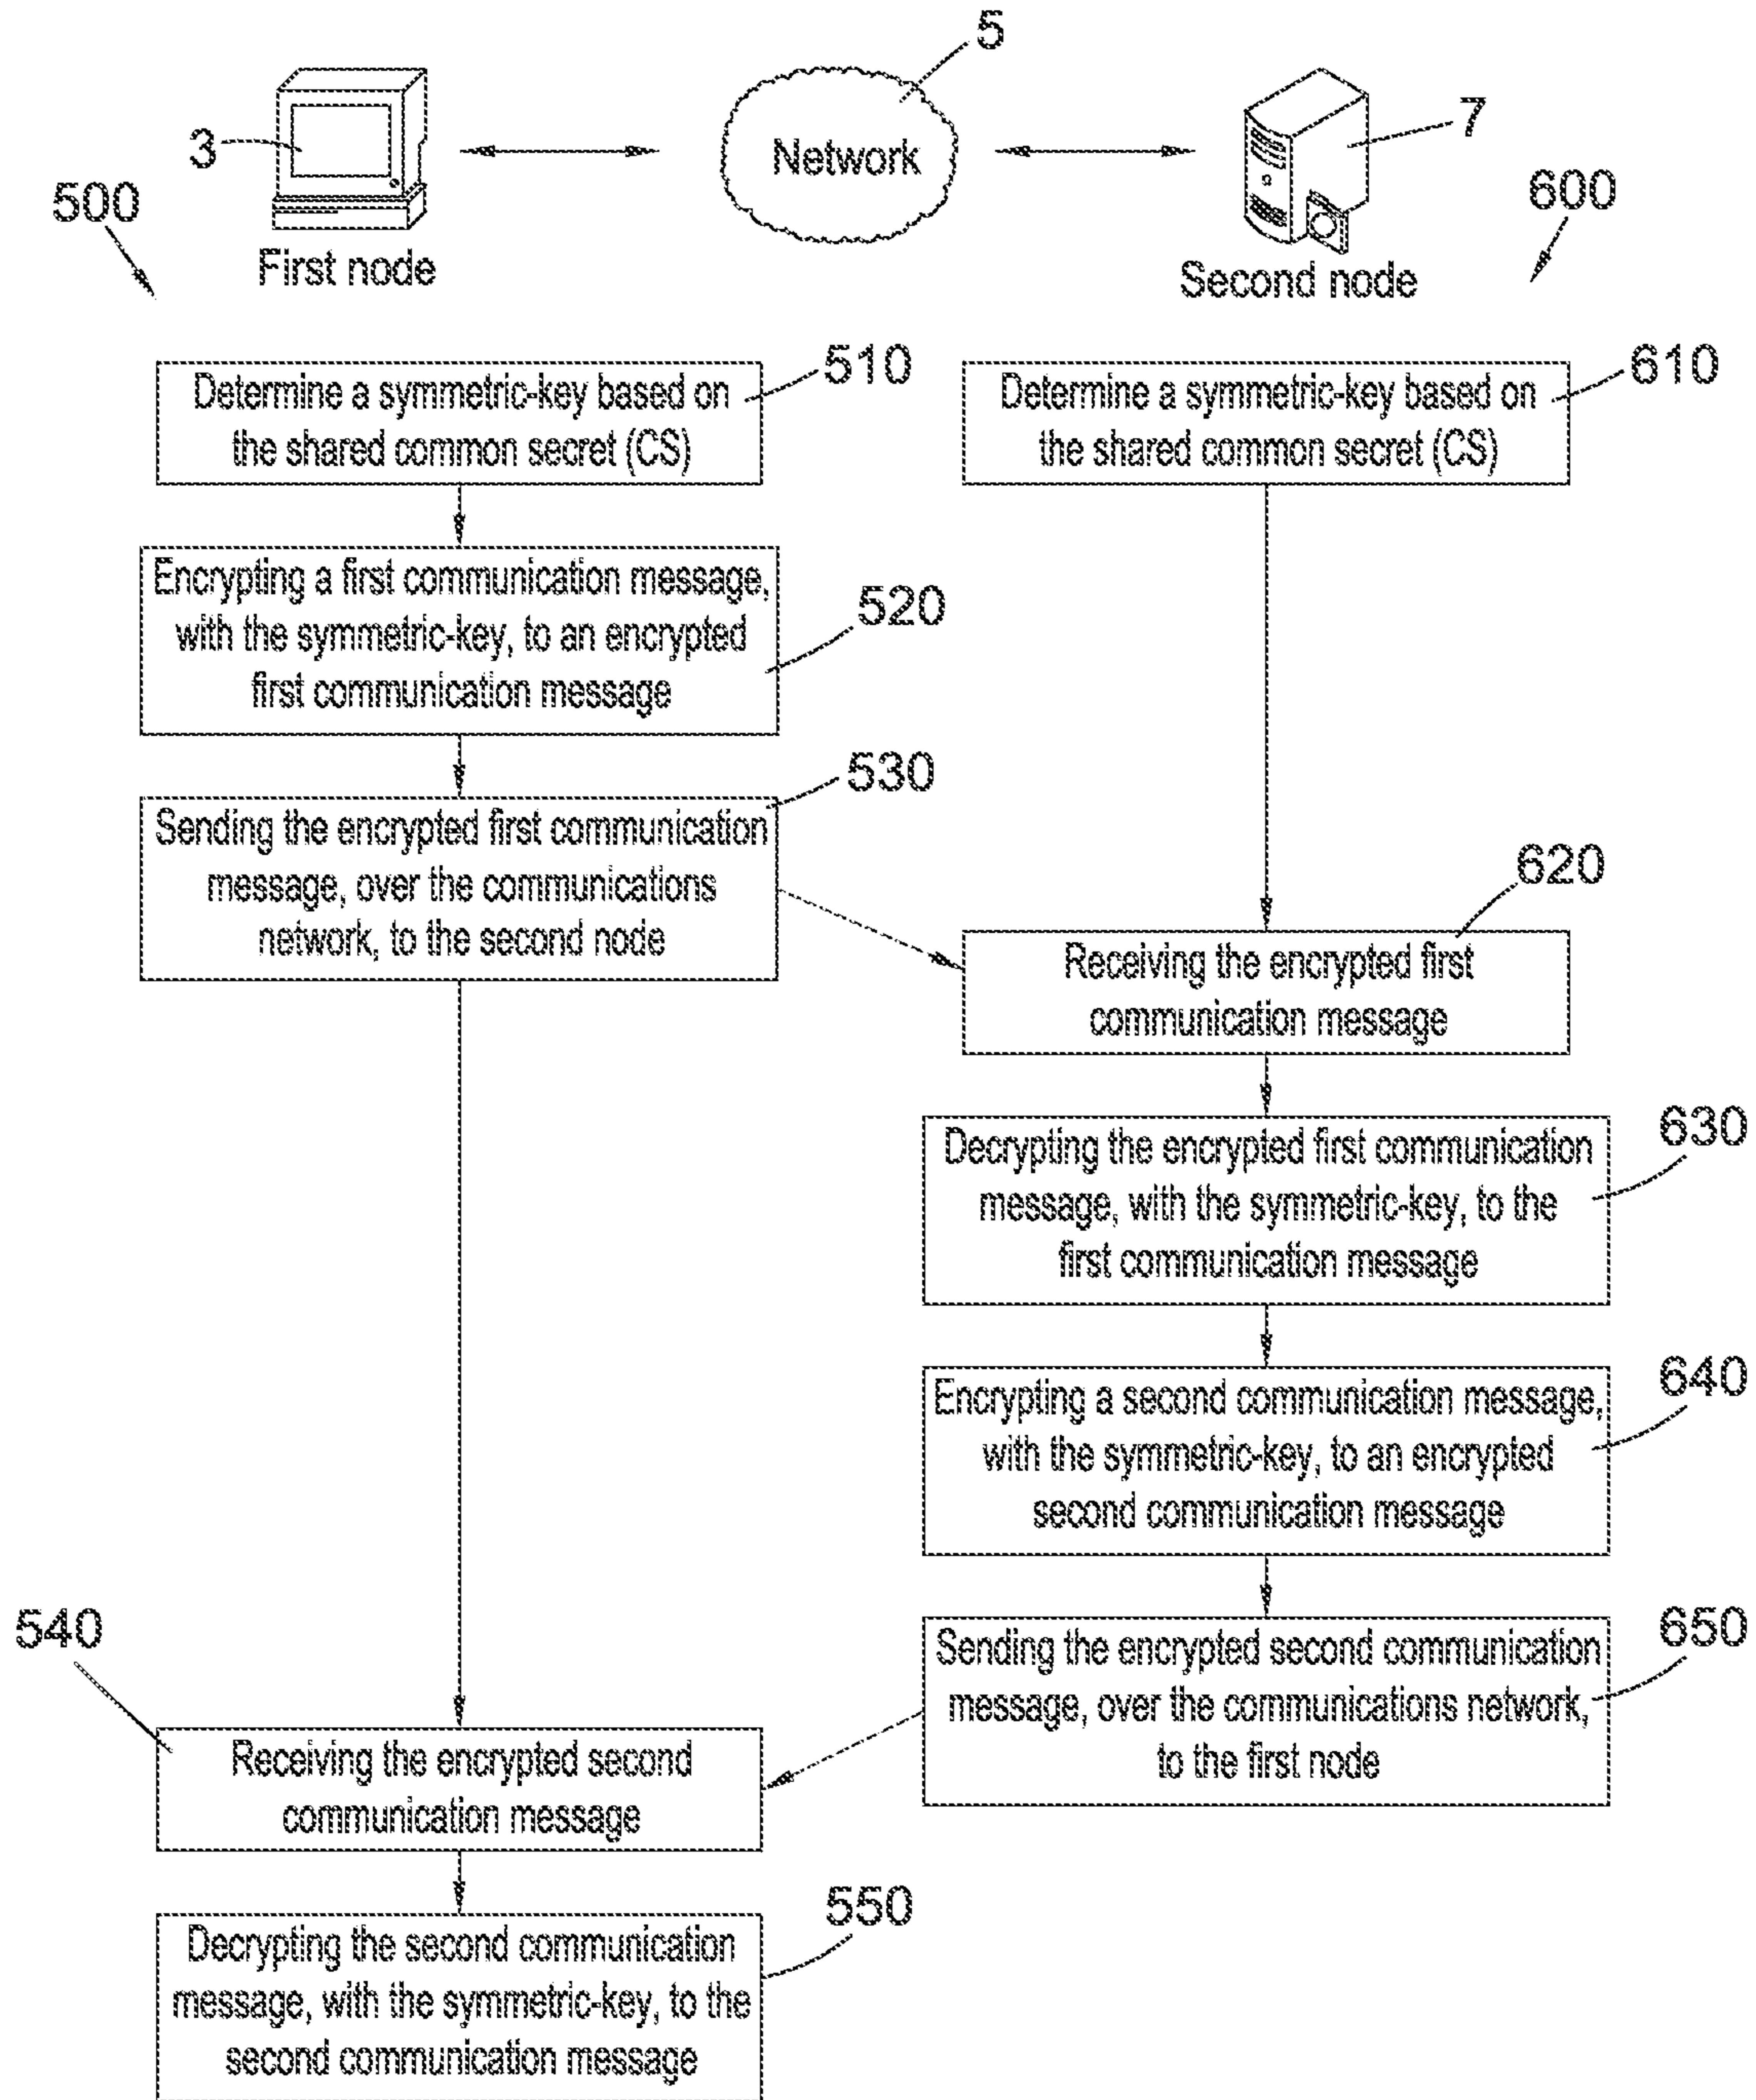 5
3
Network
7
500
600
First node
Second node
510
Determine a symmetric-key based on
the shared common secret (CS)
610
Determine a symmetric-key based on
the shared common secret (CS)
520
Encrypting a first communication message,
with the symmetric-key, to an encrypted
first communication message
530
Sending the encrypted first communication
message, over the communications
network, to the second node
620
Receiving the encrypted first
communication message
630
Decrypting the encrypted first communication
message, with the symmetric-key, to the
first communication message
640
Encrypting a second communication message,
with the symmetric-key, to an encrypted
second communication message
650
Sending the encrypted second communication
message, over the communications network,
to the first node
540
Receiving the encrypted second
communication message
550
Decrypting the second communication
message, with the symmetric-key, to the
second communication message